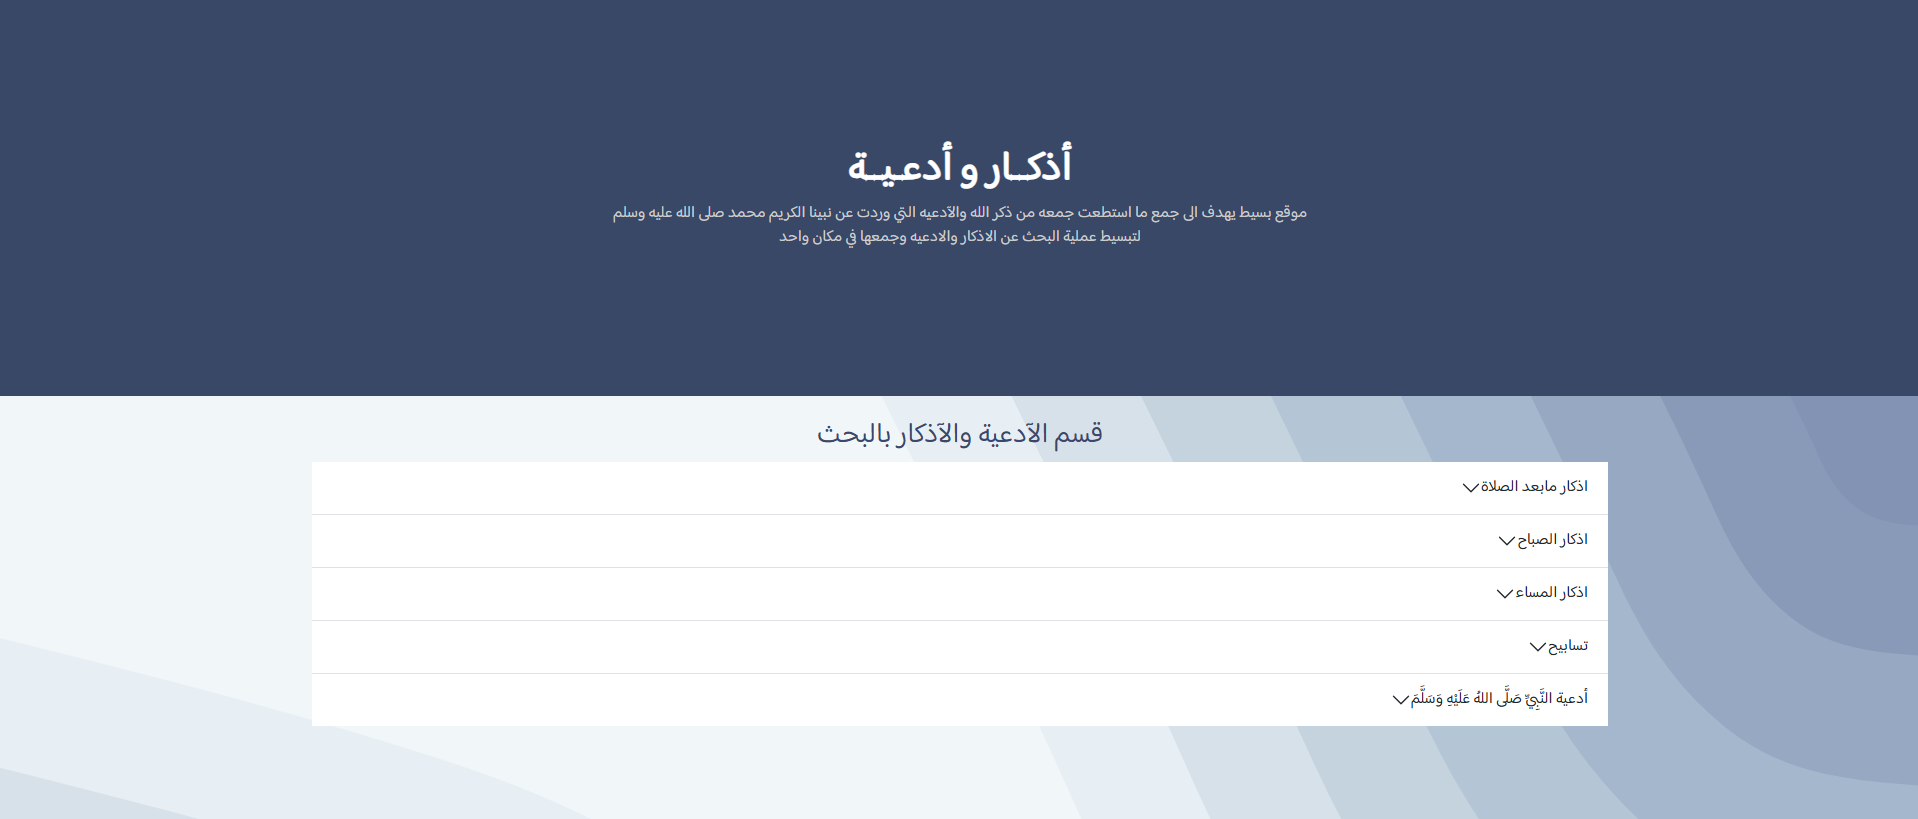 أذكــار و أدعـيــة
موقع بسيط يهدف الى جمع ما استطعت جمعه من ذكر الله والآدعيه التي وردت عن نبينا الكريم محمد صلى الله عليه وسلم
لتبسيط عملية البحث عن الاذكار والادعيه وجمعها في مكان واحد
قسم الآدعية والآذكار بالبحث
اذكار مابعد الصلاة
اذكار الصباح
اذكار المساء
تسابيح
أدعية النَّبِيِّ صَلَّى اللهُ عَلَيْهِ وَسَلَّمَ